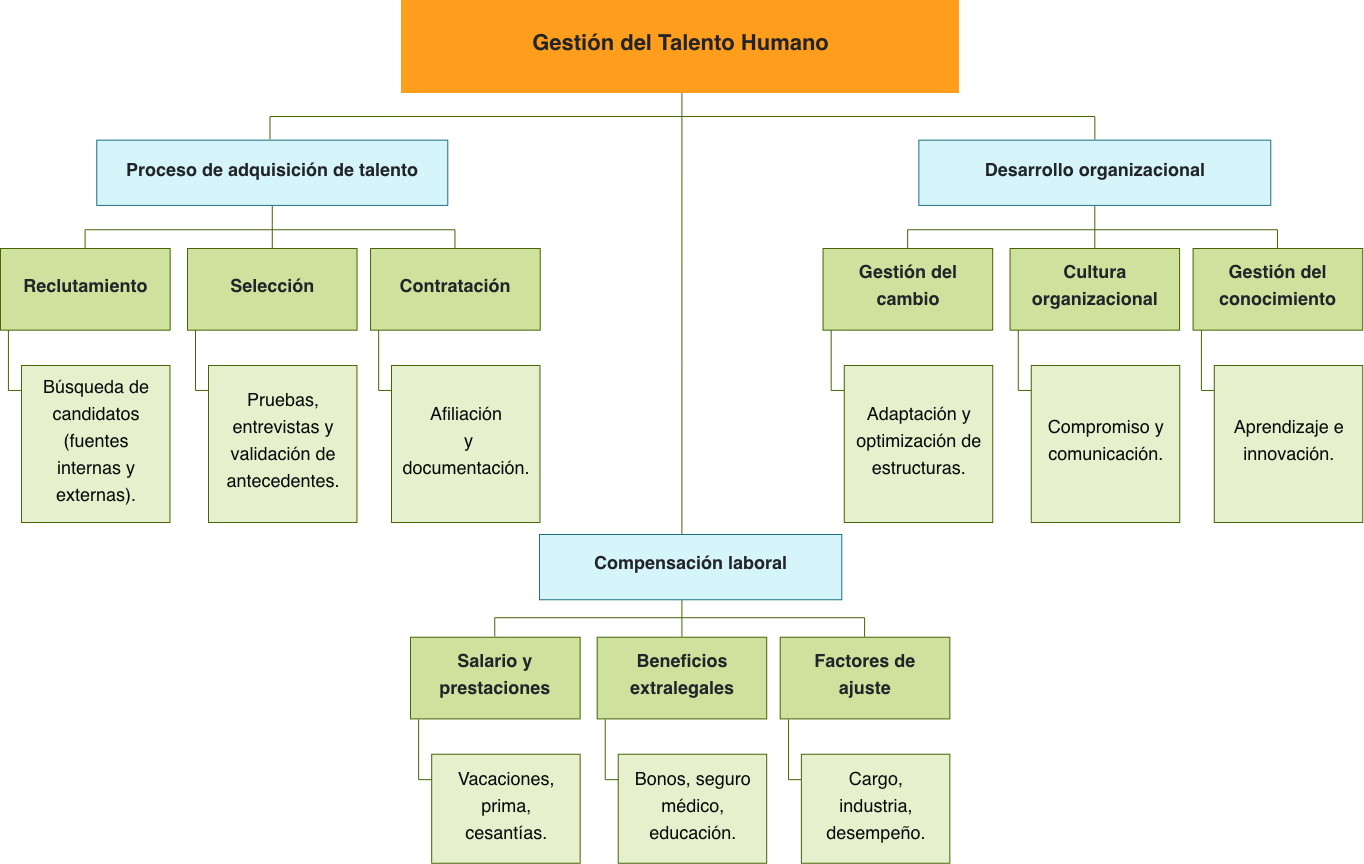 Gestión del Talento Humano
Proceso de adquisición de talento
Desarrollo organizacional
Reclutamiento
Selección
Contratación
Gestión del
cambio
Cultura
organizacional
Gestión del
conocimiento
Búsqueda de
candidatos
(fuentes
internas y
externas).
Pruebas,
entrevistas y
validación de
antecedentes.
Afiliación
y
documentación.
Adaptación y
optimización de
estructuras.
Compromiso y
comunicación.
Aprendizaje e
innovación.
Compensación laboral
Salario y
prestaciones
Beneficios
extralegales
Factores de
ajuste
Vacaciones,
prima,
cesantías.
Bonos, seguro
médico,
educación.
Cargo,
industria,
desempeño.